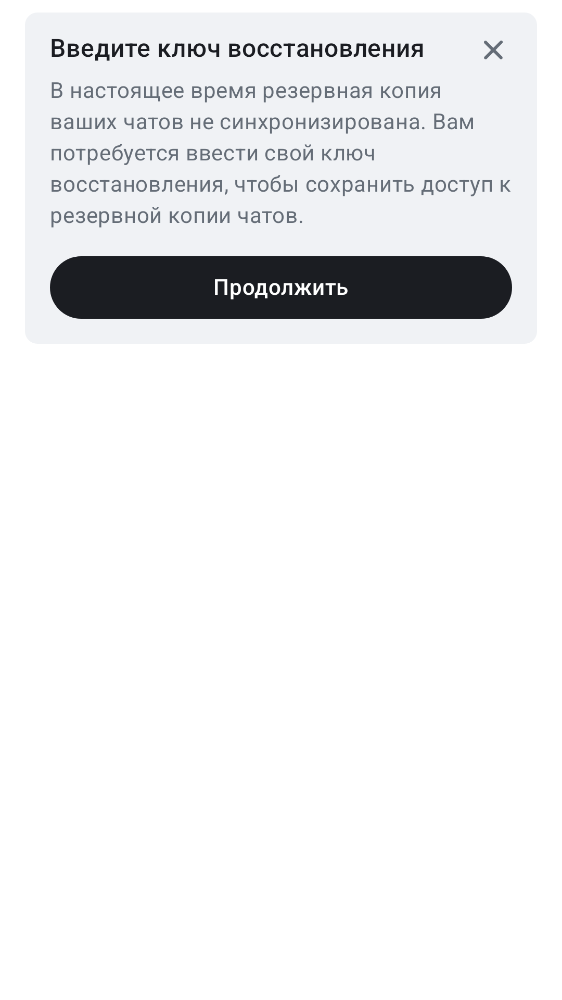 Введите ключ восстановления
В настоящее время резервная копия
ваших чатов не синхронизирована. Вам
потребуется ввести свой ключ
восстановления, чтобы сохранить доступ к
резервной копии чатов.
Продолжить